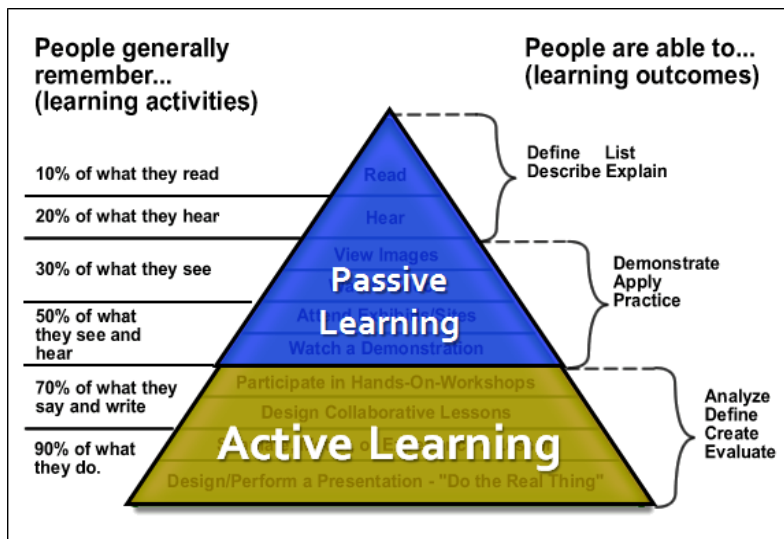 People generally
remember...
(learning activities)
People are able to...
(learning outcomes)
10% of what they read
20% of what they hear
30% of what they see
50% of what
they see and
hear
70% of what they
say and write
90% of what
they do.
Read
Hear
View Images
Attend Exhibits/Sites
Watch a Demonstration
Passive
Learning
Participate in Hands-On-Workshops
Design Collaborative Lessons
Active Learning
Design/Perform a Presentation - "Do the Real Thing"
Define List
Describe Explain
Demonstrate
Apply
Practice
Analyze
Define
Create
Evaluate